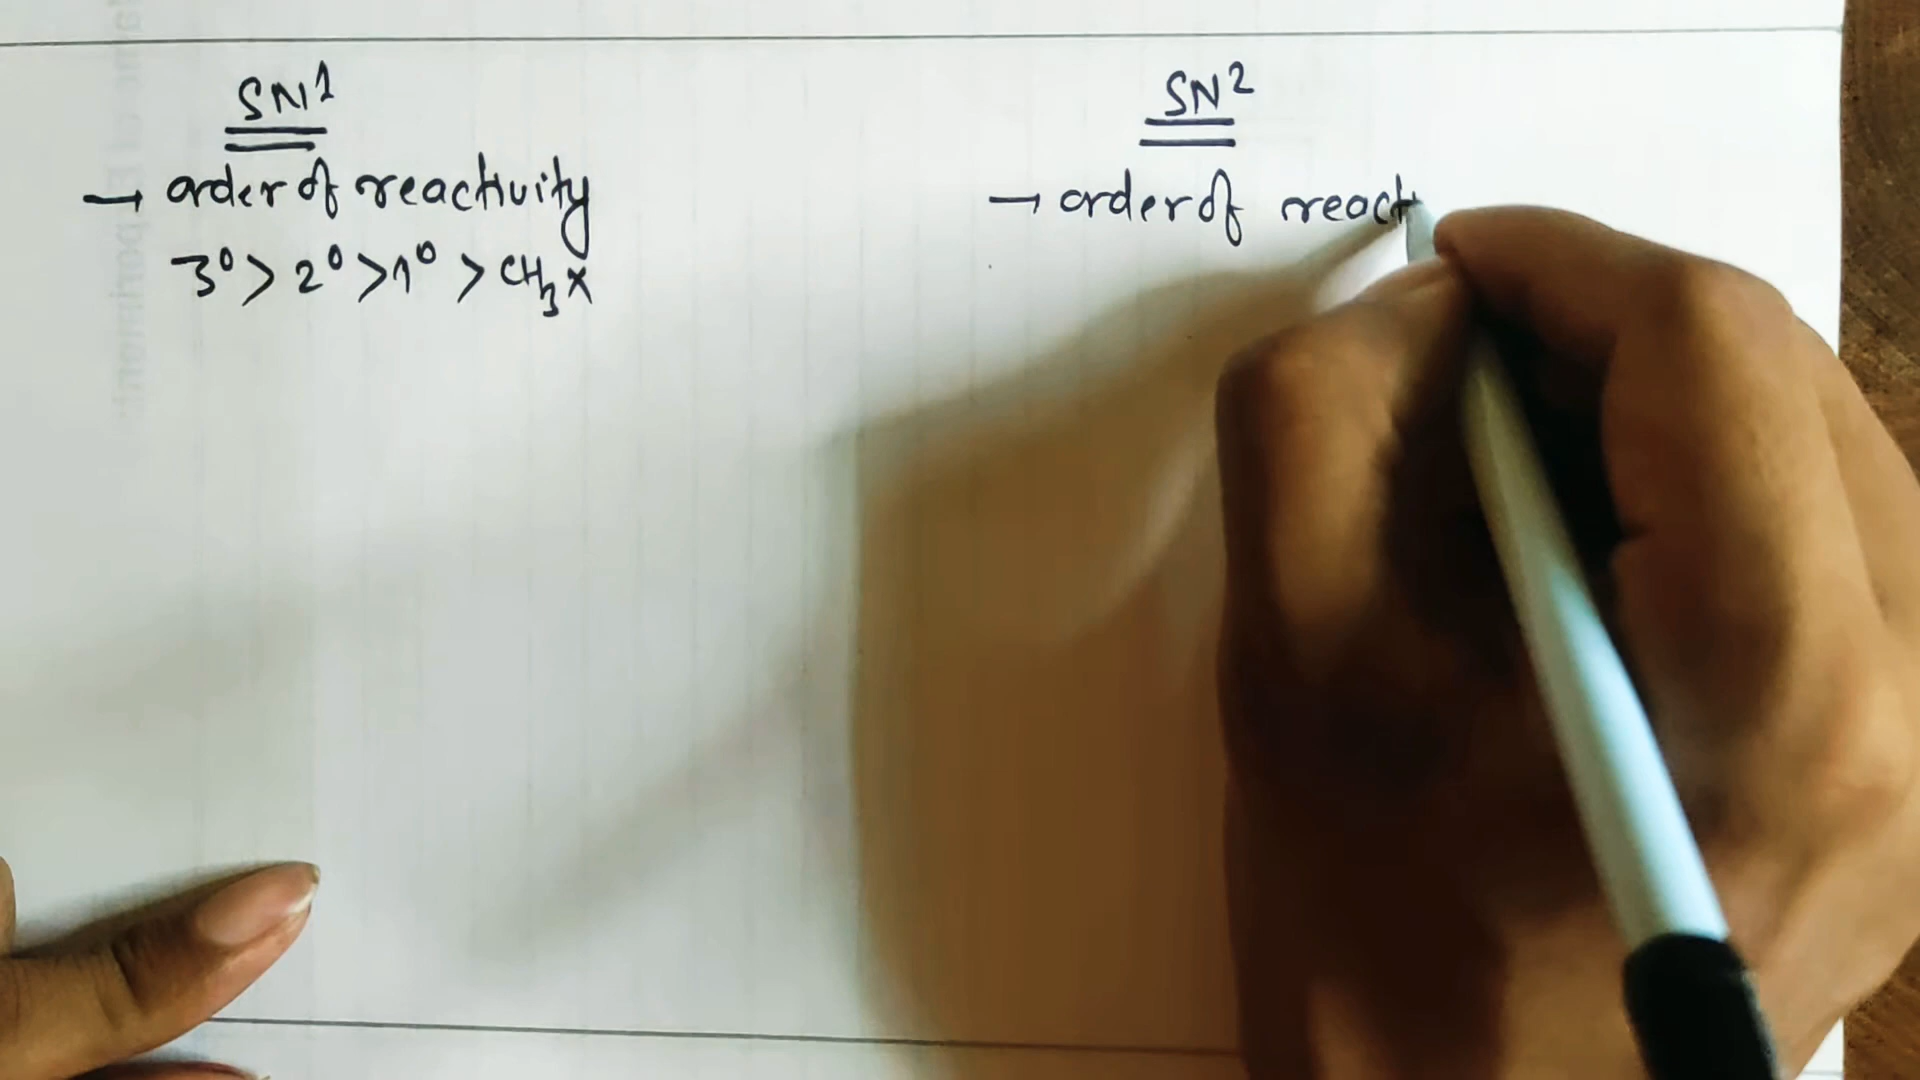 SN1
→ order of reactivity
3° > 2° > 1° > CH₃X
SN2
→ order of react